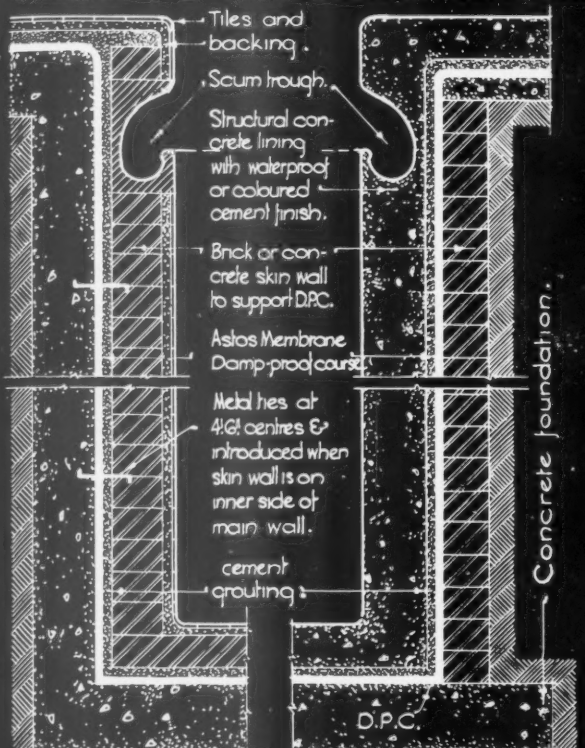 Tiles and
backing.
Scum trough.
Structural con-
crete lining
with waterproof
or coloured
cement finish.
Brick or con-
crete skin wall
to support D.P.C.
Astos Membrane
Damp-proof course
Metal ties at
4'.6" centres &
introduced when
skin wall is on
inner side of
main wall.
cement
grouting
Concrete foundation.
D.P.C.